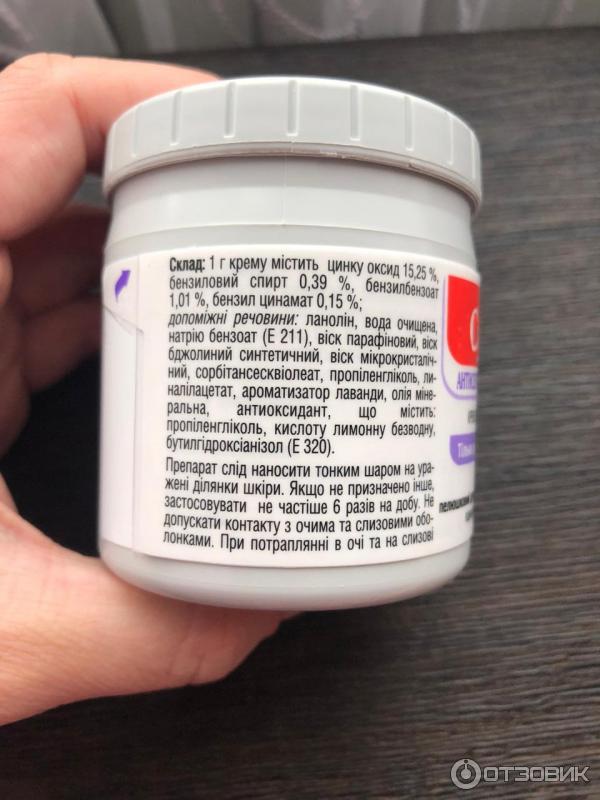 Склад: 1 г крему містить цинку оксид 15,25 %,
бензиловий спирт 0,39 %, бензилбензоат
1,01 %, бензил цинамат 0,15 %;
допоміжні речовини: ланолін, вода очищена,
натрію бензоат (Е 211), віск парафіновий, віск
бджолиний синтетичний, віск мікрокристаліч-
ний, сорбітансесквіолеат, пропіленгліколь, ли-
налілацетат, ароматизатор лаванди, олія міне-
ральна, антиоксидант, що містить:
пропіленгліколь, кислоту лимонну безводну,
бутилгідроксіанізол (Е 320).
Препарат слід наносити тонким шаром на ура-
жені ділянки шкіри. Якщо не призначено інше,
застосовувати не частіше 6 разів на добу. Не
допускати контакту з очима та слизовими обо-
лонками. При потраплянні в очі та на слизові
ОТЗОВИК